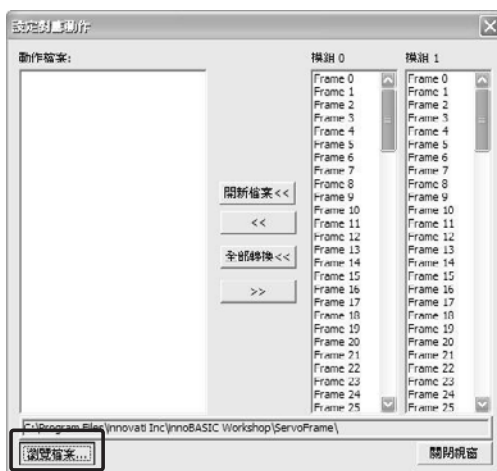 設定對應動作
動作檔案:
模組 0
模組 1
Frame 0
Frame 1
Frame 2
Frame 3
Frame 4
Frame 5
Frame 6
Frame 7
Frame 8
Frame 9
Frame 10
Frame 11
Frame 12
Frame 13
Frame 14
Frame 15
Frame 16
Frame 17
Frame 18
Frame 19
Frame 20
Frame 21
Frame 22
Frame 23
Frame 24
Frame 25
Frame 0
Frame 1
Frame 2
Frame 3
Frame 4
Frame 5
Frame 6
Frame 7
Frame 8
Frame 9
Frame 10
Frame 11
Frame 12
Frame 13
Frame 14
Frame 15
Frame 16
Frame 17
Frame 18
Frame 19
Frame 20
Frame 21
Frame 22
Frame 23
Frame 24
Frame 25
開新檔案<<
<<
全部轉換<<
>>
C:\Program Files\Innovati Inc\InnoBASIC Workshop\ServoFrame\
瀏覽檔案...
關閉視窗